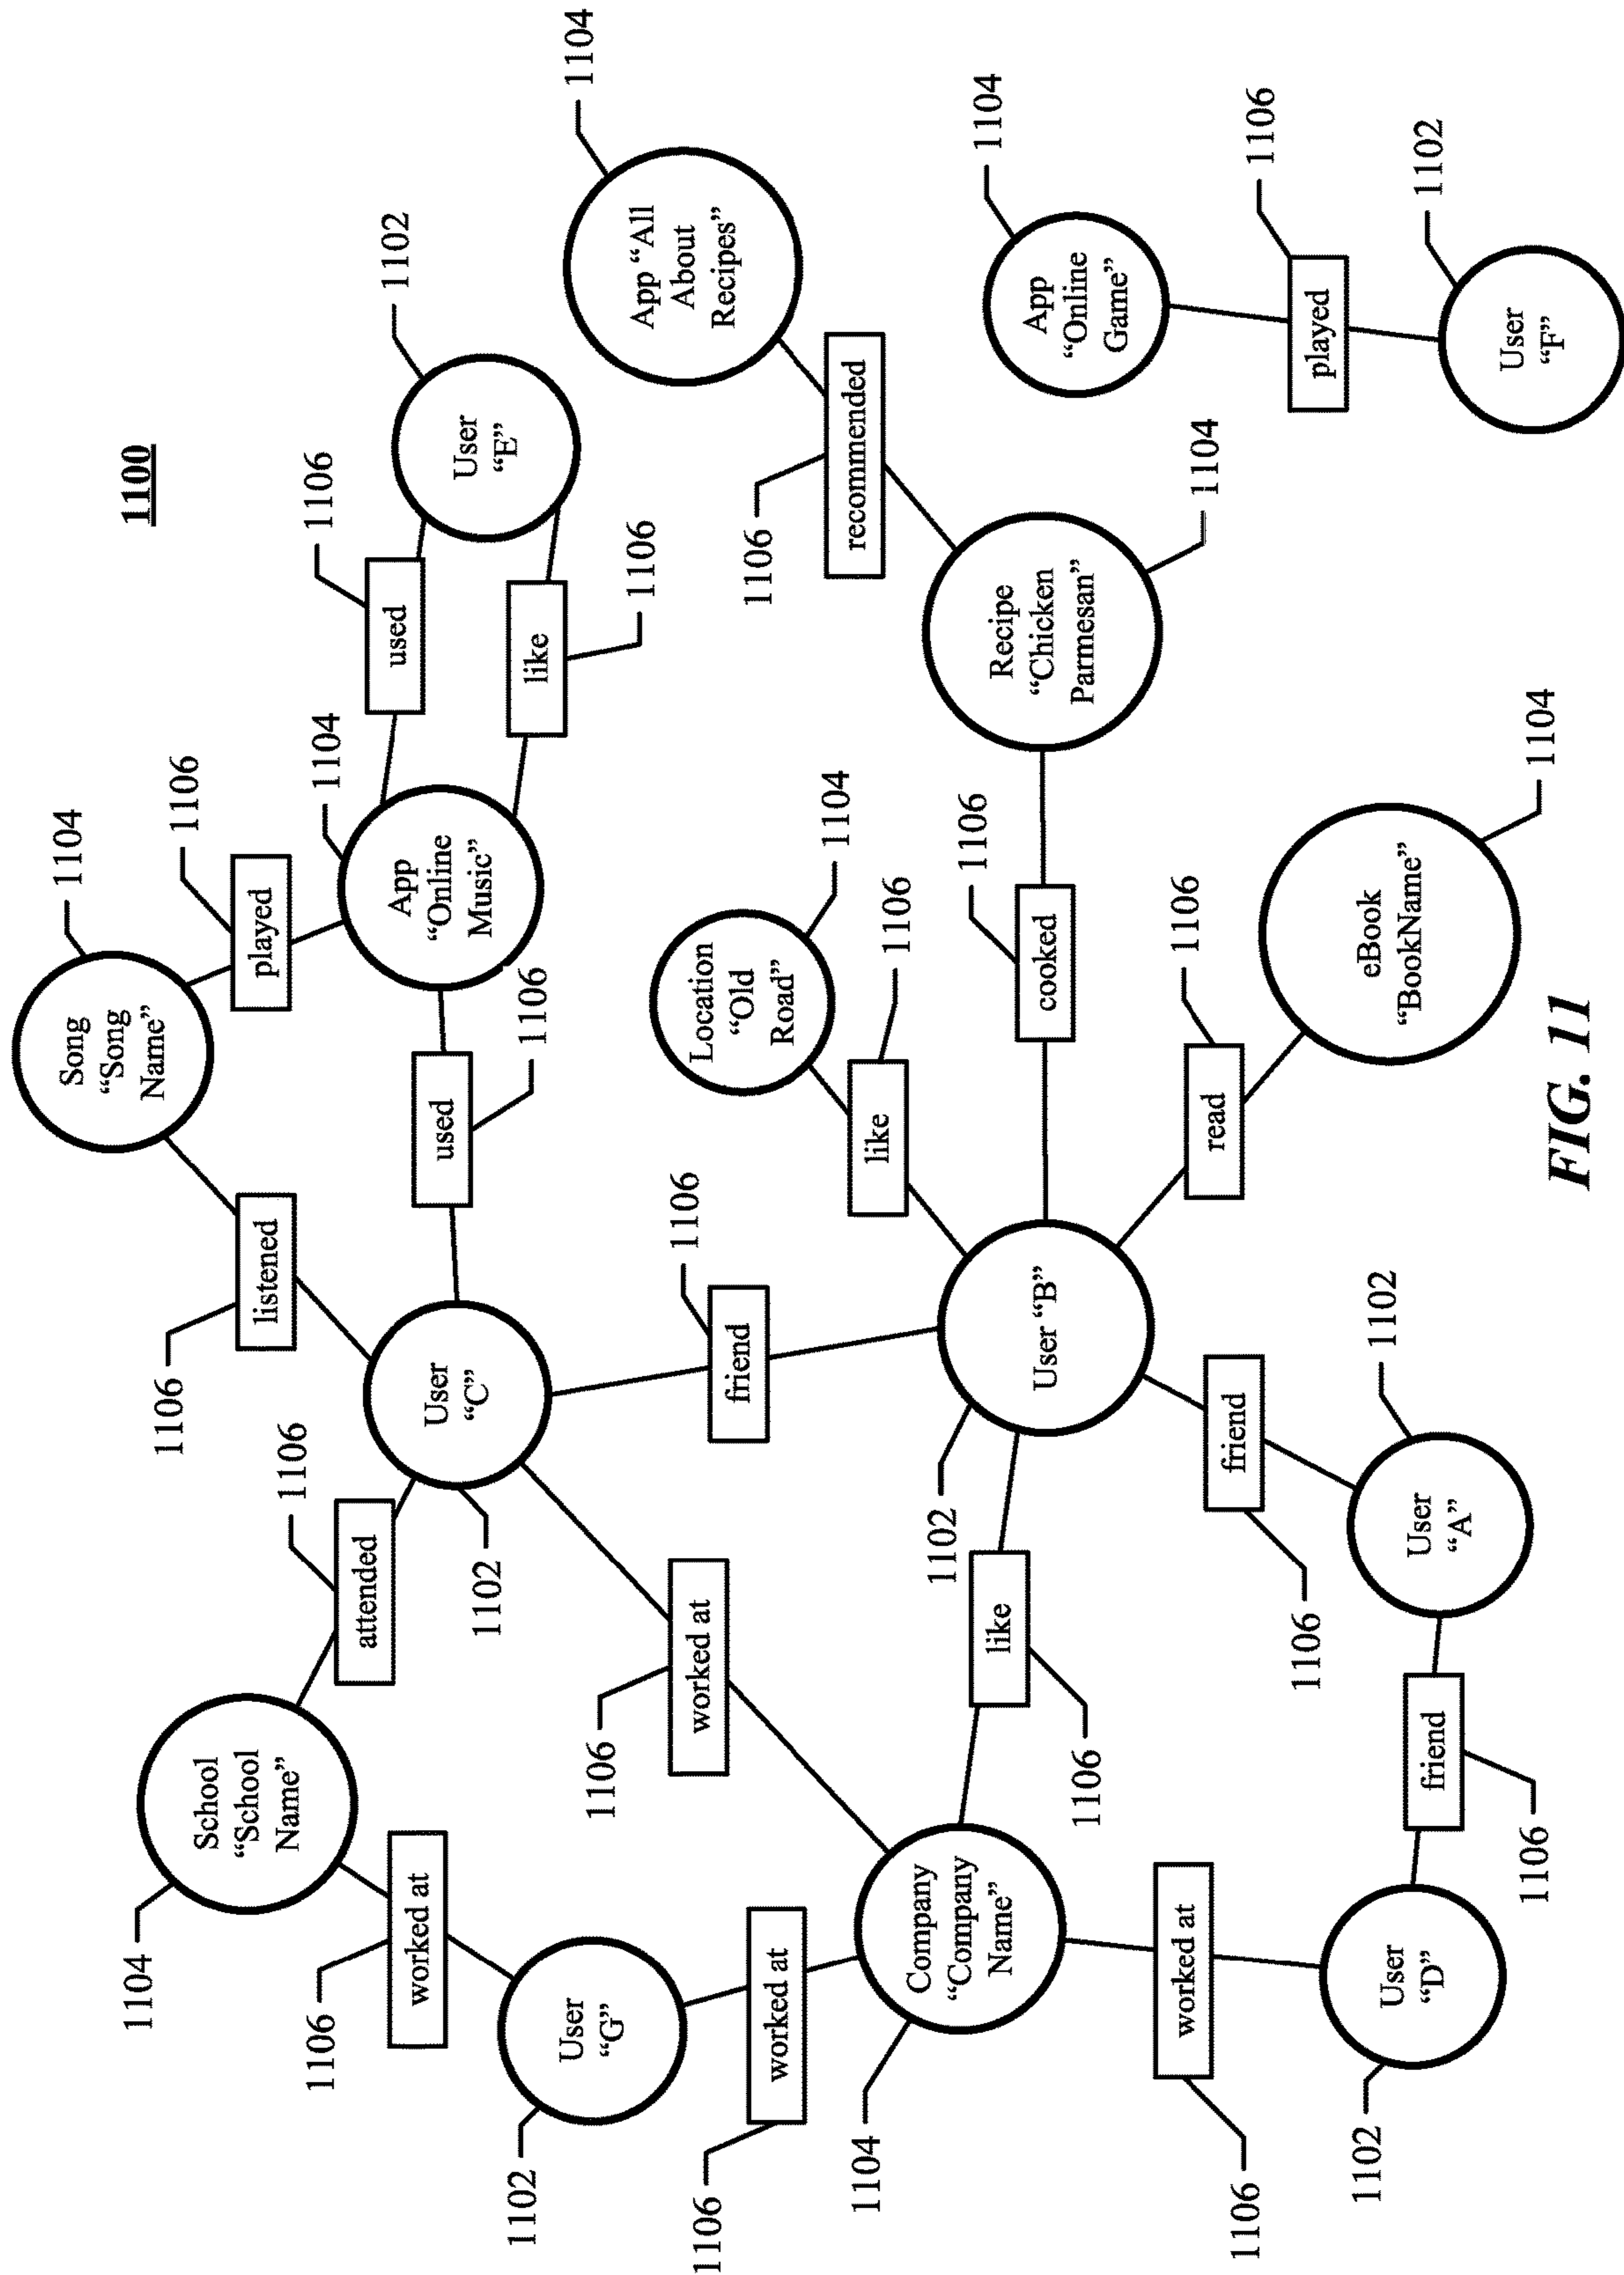 1100
Song
“Song
Name”
1104
listened
1106
played
1106
School
“School
Name”
1104
attended
1106
worked at
1106
User
“G”
1102
User
“C”
1102
used
1106
App
“Online
Music”
1104
used
1106
like
1106
User
“E”
1102
worked at
1106
worked at
1106
friend
1106
Location
“Old
Road”
1104
like
1106
App “All
About
Recipes”
1104
recommended
1106
Company
“Company
Name”
1104
like
1106
User “B”
1102
cooked
1106
Recipe
“Chicken
Parmesan”
1104
App
“Online
Game”
1104
worked at
1106
friend
1106
read
1106
played
1106
User
“D”
1102
friend
1106
User
“A”
1102
eBook
“BookName”
1104
User
“F”
1102
FIG. 11